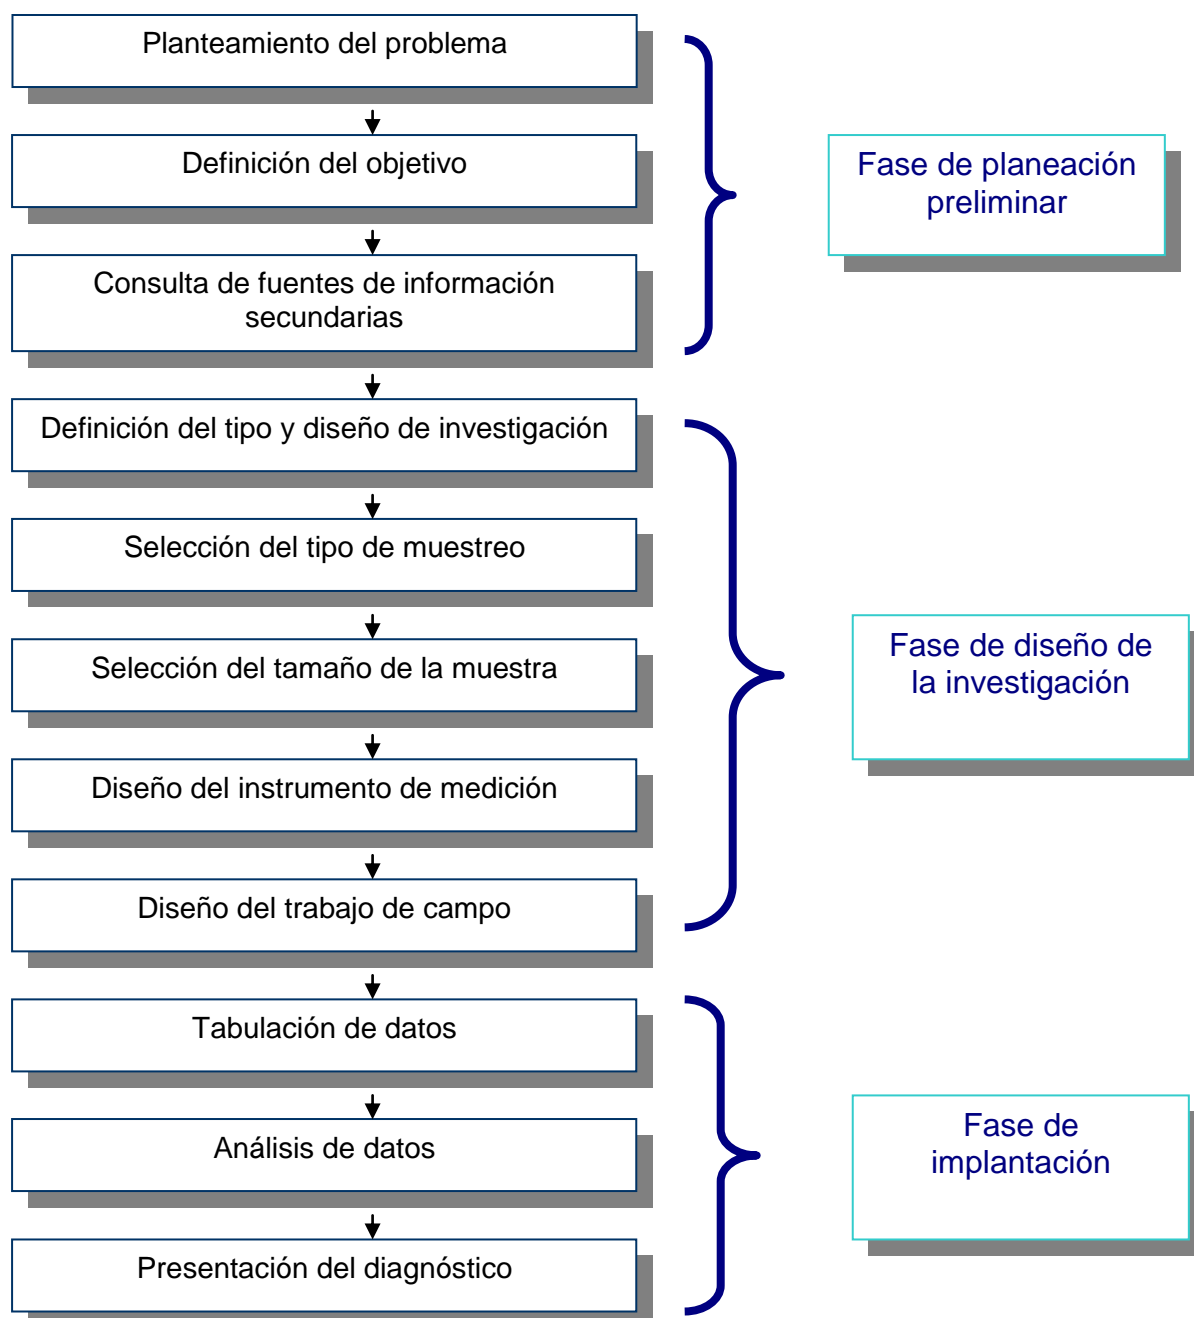 Planteamiento del problema
Definición del objetivo
Consulta de fuentes de información
secundarias
Fase de planeación
preliminar
Definición del tipo y diseño de investigación
Selección del tipo de muestreo
Selección del tamaño de la muestra
Diseño del instrumento de medición
Diseño del trabajo de campo
Fase de diseño de
la investigación
Tabulación de datos
Análisis de datos
Presentación del diagnóstico
Fase de
implantación